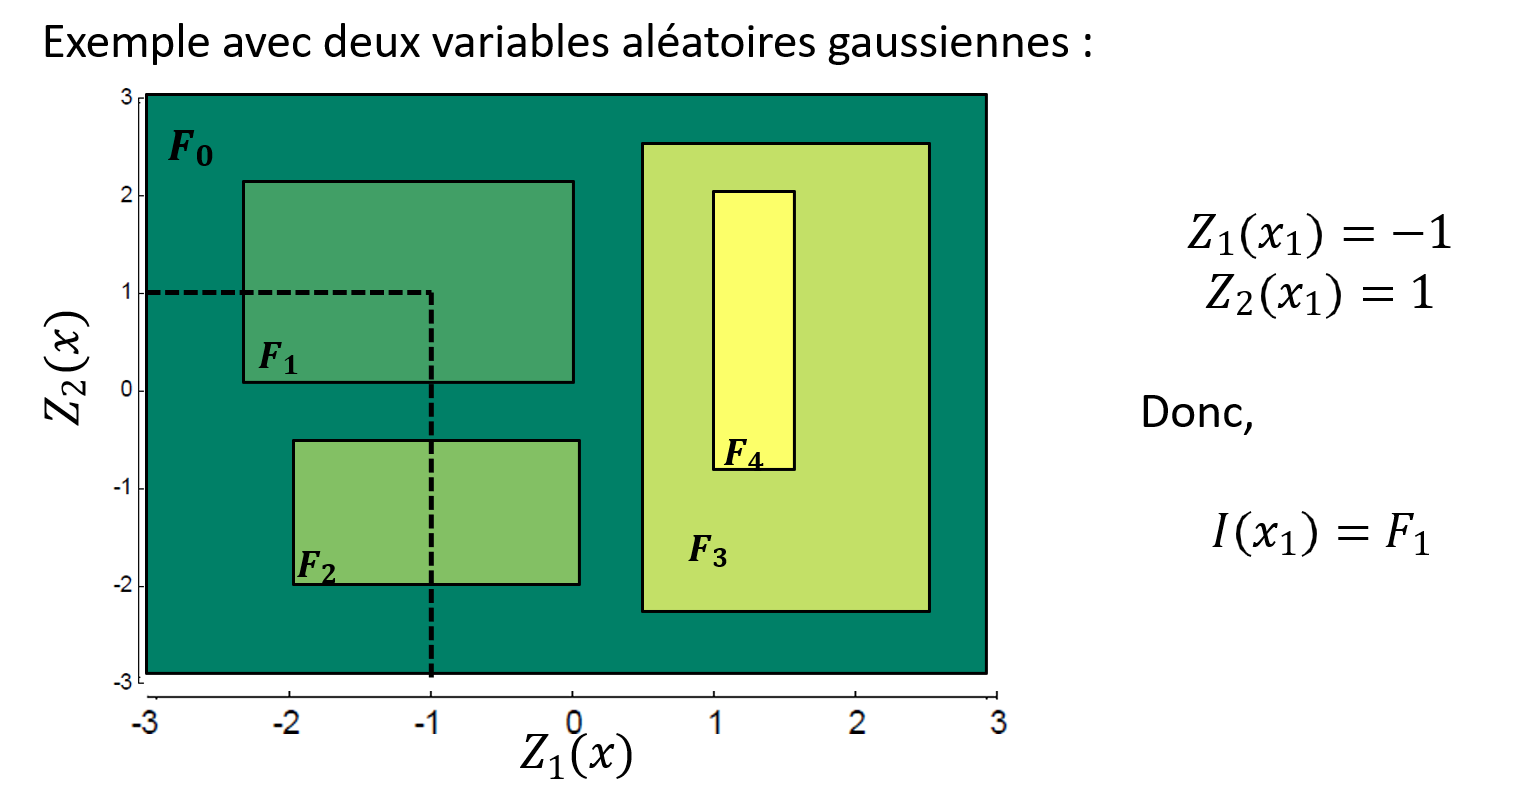 Exemple avec deux variables aléatoires gaussiennes :
3
F₀
2
1
F₁
0
F₄
-1
F₃
F₂
-2
-3
Z₂(x)
-3 -2 -1 0 1 2 3
Z₁(x)
Z₁(x₁) = −1
Z₂(x₁) = 1
Donc,
I(x₁) = F₁